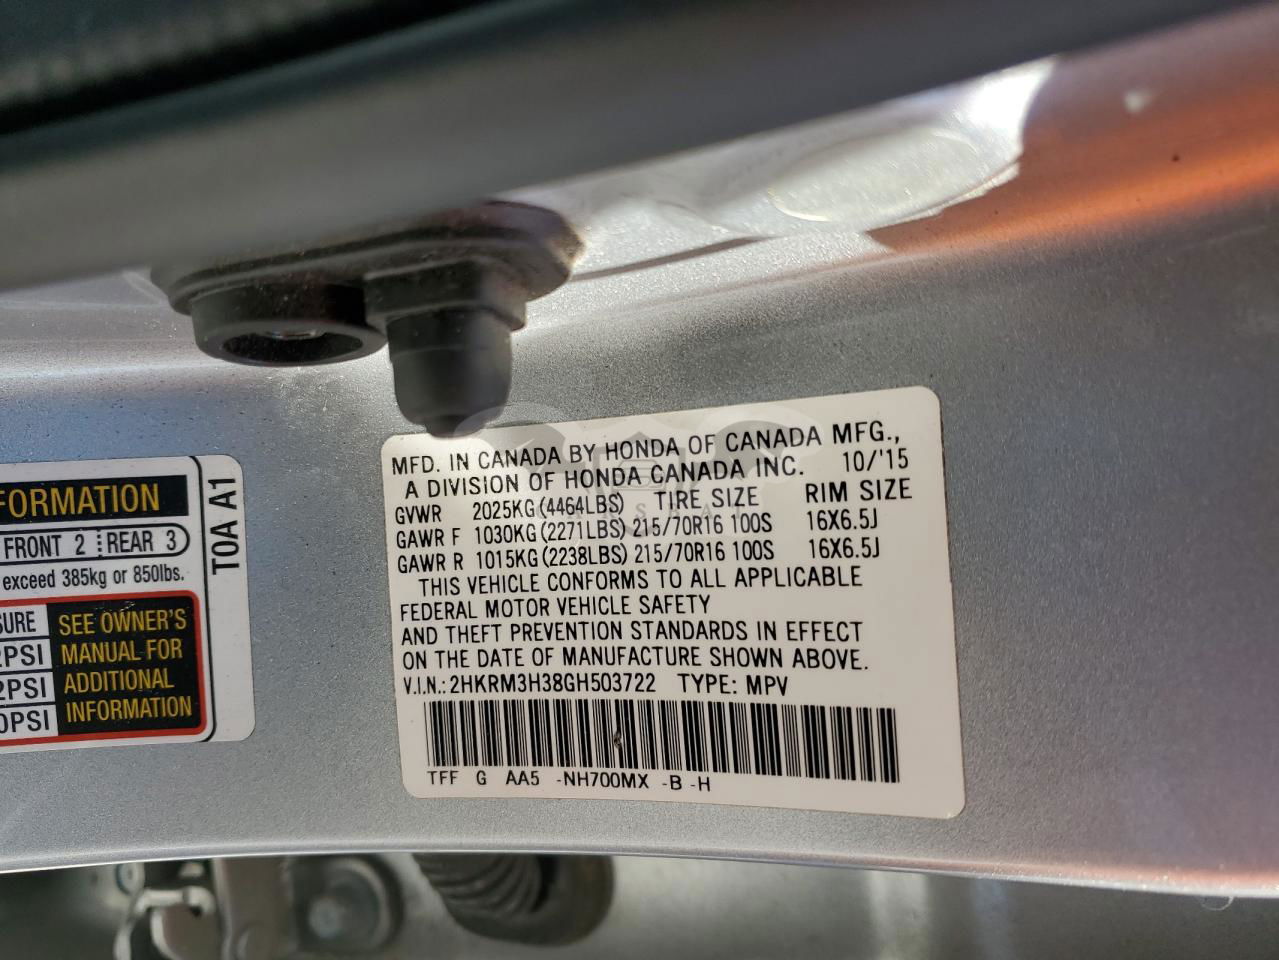 FORMATION
FRONT 2 REAR 3
exceed 385kg or 850lbs.
SURE
2PSI
2PSI
0PSI
SEE OWNER'S
MANUAL FOR
ADDITIONAL
INFORMATION
T0A A1
MFD. IN CANADA BY HONDA OF CANADA MFG.,
A DIVISION OF HONDA CANADA INC. 10/'15
GVWR 2025KG(4464LBS) TIRE SIZE RIM SIZE
GAWR F 1030KG(2271LBS) 215/70R16 100S 16X6.5J
GAWR R 1015KG(2238LBS) 215/70R16 100S 16X6.5J
THIS VEHICLE CONFORMS TO ALL APPLICABLE
FEDERAL MOTOR VEHICLE SAFETY
AND THEFT PREVENTION STANDARDS IN EFFECT
ON THE DATE OF MANUFACTURE SHOWN ABOVE.
V.I.N.: 2HKRM3H38GH503722 TYPE: MPV
TFF G AA5 -NH700MX -B -H